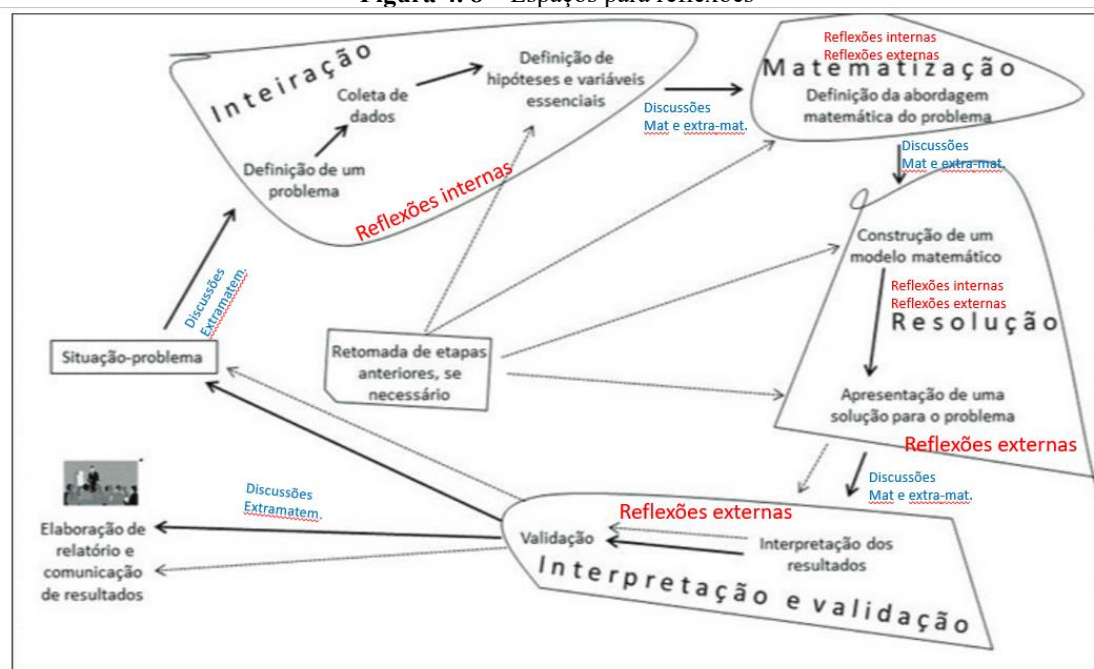 Figura 4. 6 – Espaços para reflexões
Inteiração
Coleta de
dados
Definição de
hipóteses e variáveis
essenciais
Definição de um
problema
Reflexões internas
Discussões
Mat e extra-mat.
Reflexões internas
Reflexões externas
Matematização
Definição da abordagem
matemática do problema
Discussões
Mat e extra-mat.
Construção de um
modelo matemático
Reflexões internas
Reflexões externas
Resolução
Apresentação de uma
solução para o problema
Reflexões externas
Discussões
Extramatem.
Situação-problema
Retomada de etapas
anteriores, se
necessário
Discussões
Mat e extra-mat.
Discussões
Extramatem.
Reflexões externas
Validação
Interpretação dos
resultados
Interpretação e validação
Elaboração de
relatório e
comunicação
de resultados